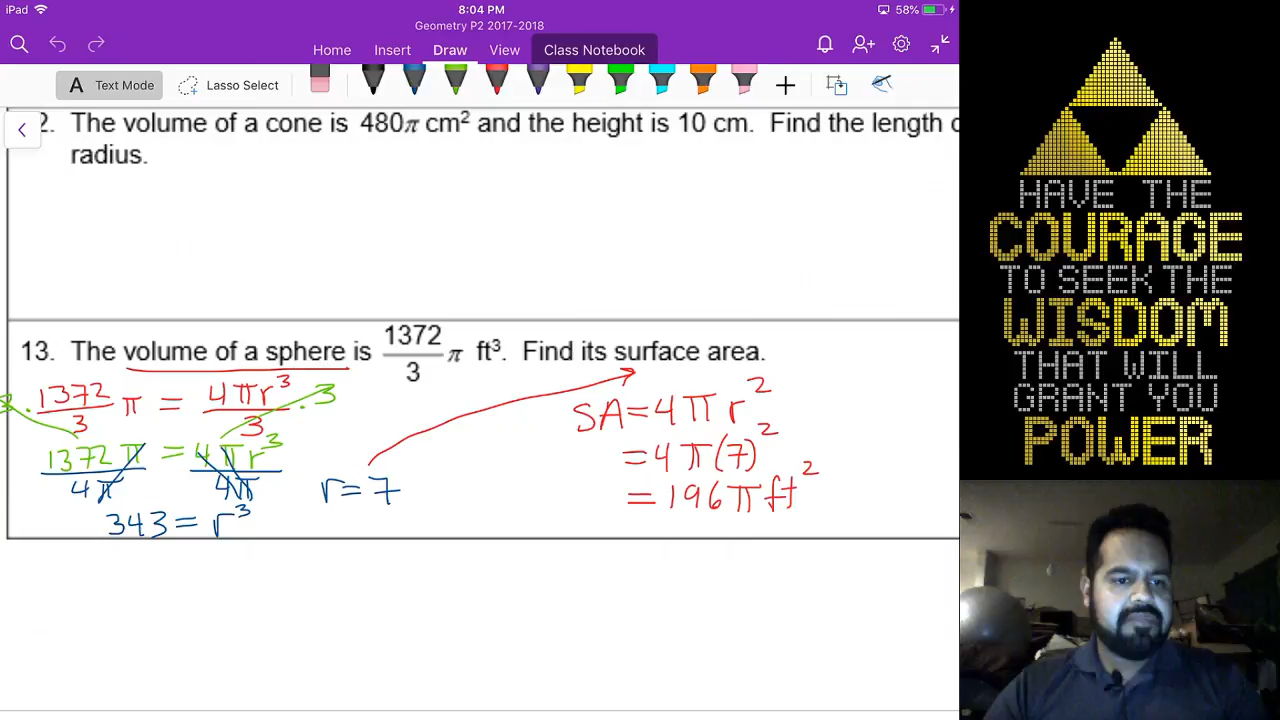 iPad 8:04 PM 58%
Geometry P2 2017-2018
Home Insert Draw View Class Notebook
A Text Mode Lasso Select
2. The volume of a cone is 480π cm² and the height is 10 cm. Find the length
radius.
13. The volume of a sphere is 1372/3 π ft³. Find its surface area.
3 · 1372/3 π = 4πr³/3 · 3
1372π/4π = 4πr³/4π
343 = r³
r = 7
SA = 4πr²
= 4π(7)²
= 196π ft²
HAVE THE
COURAGE
TO SEEK THE
WISDOM
THAT WILL
GRANT YOU
POWER